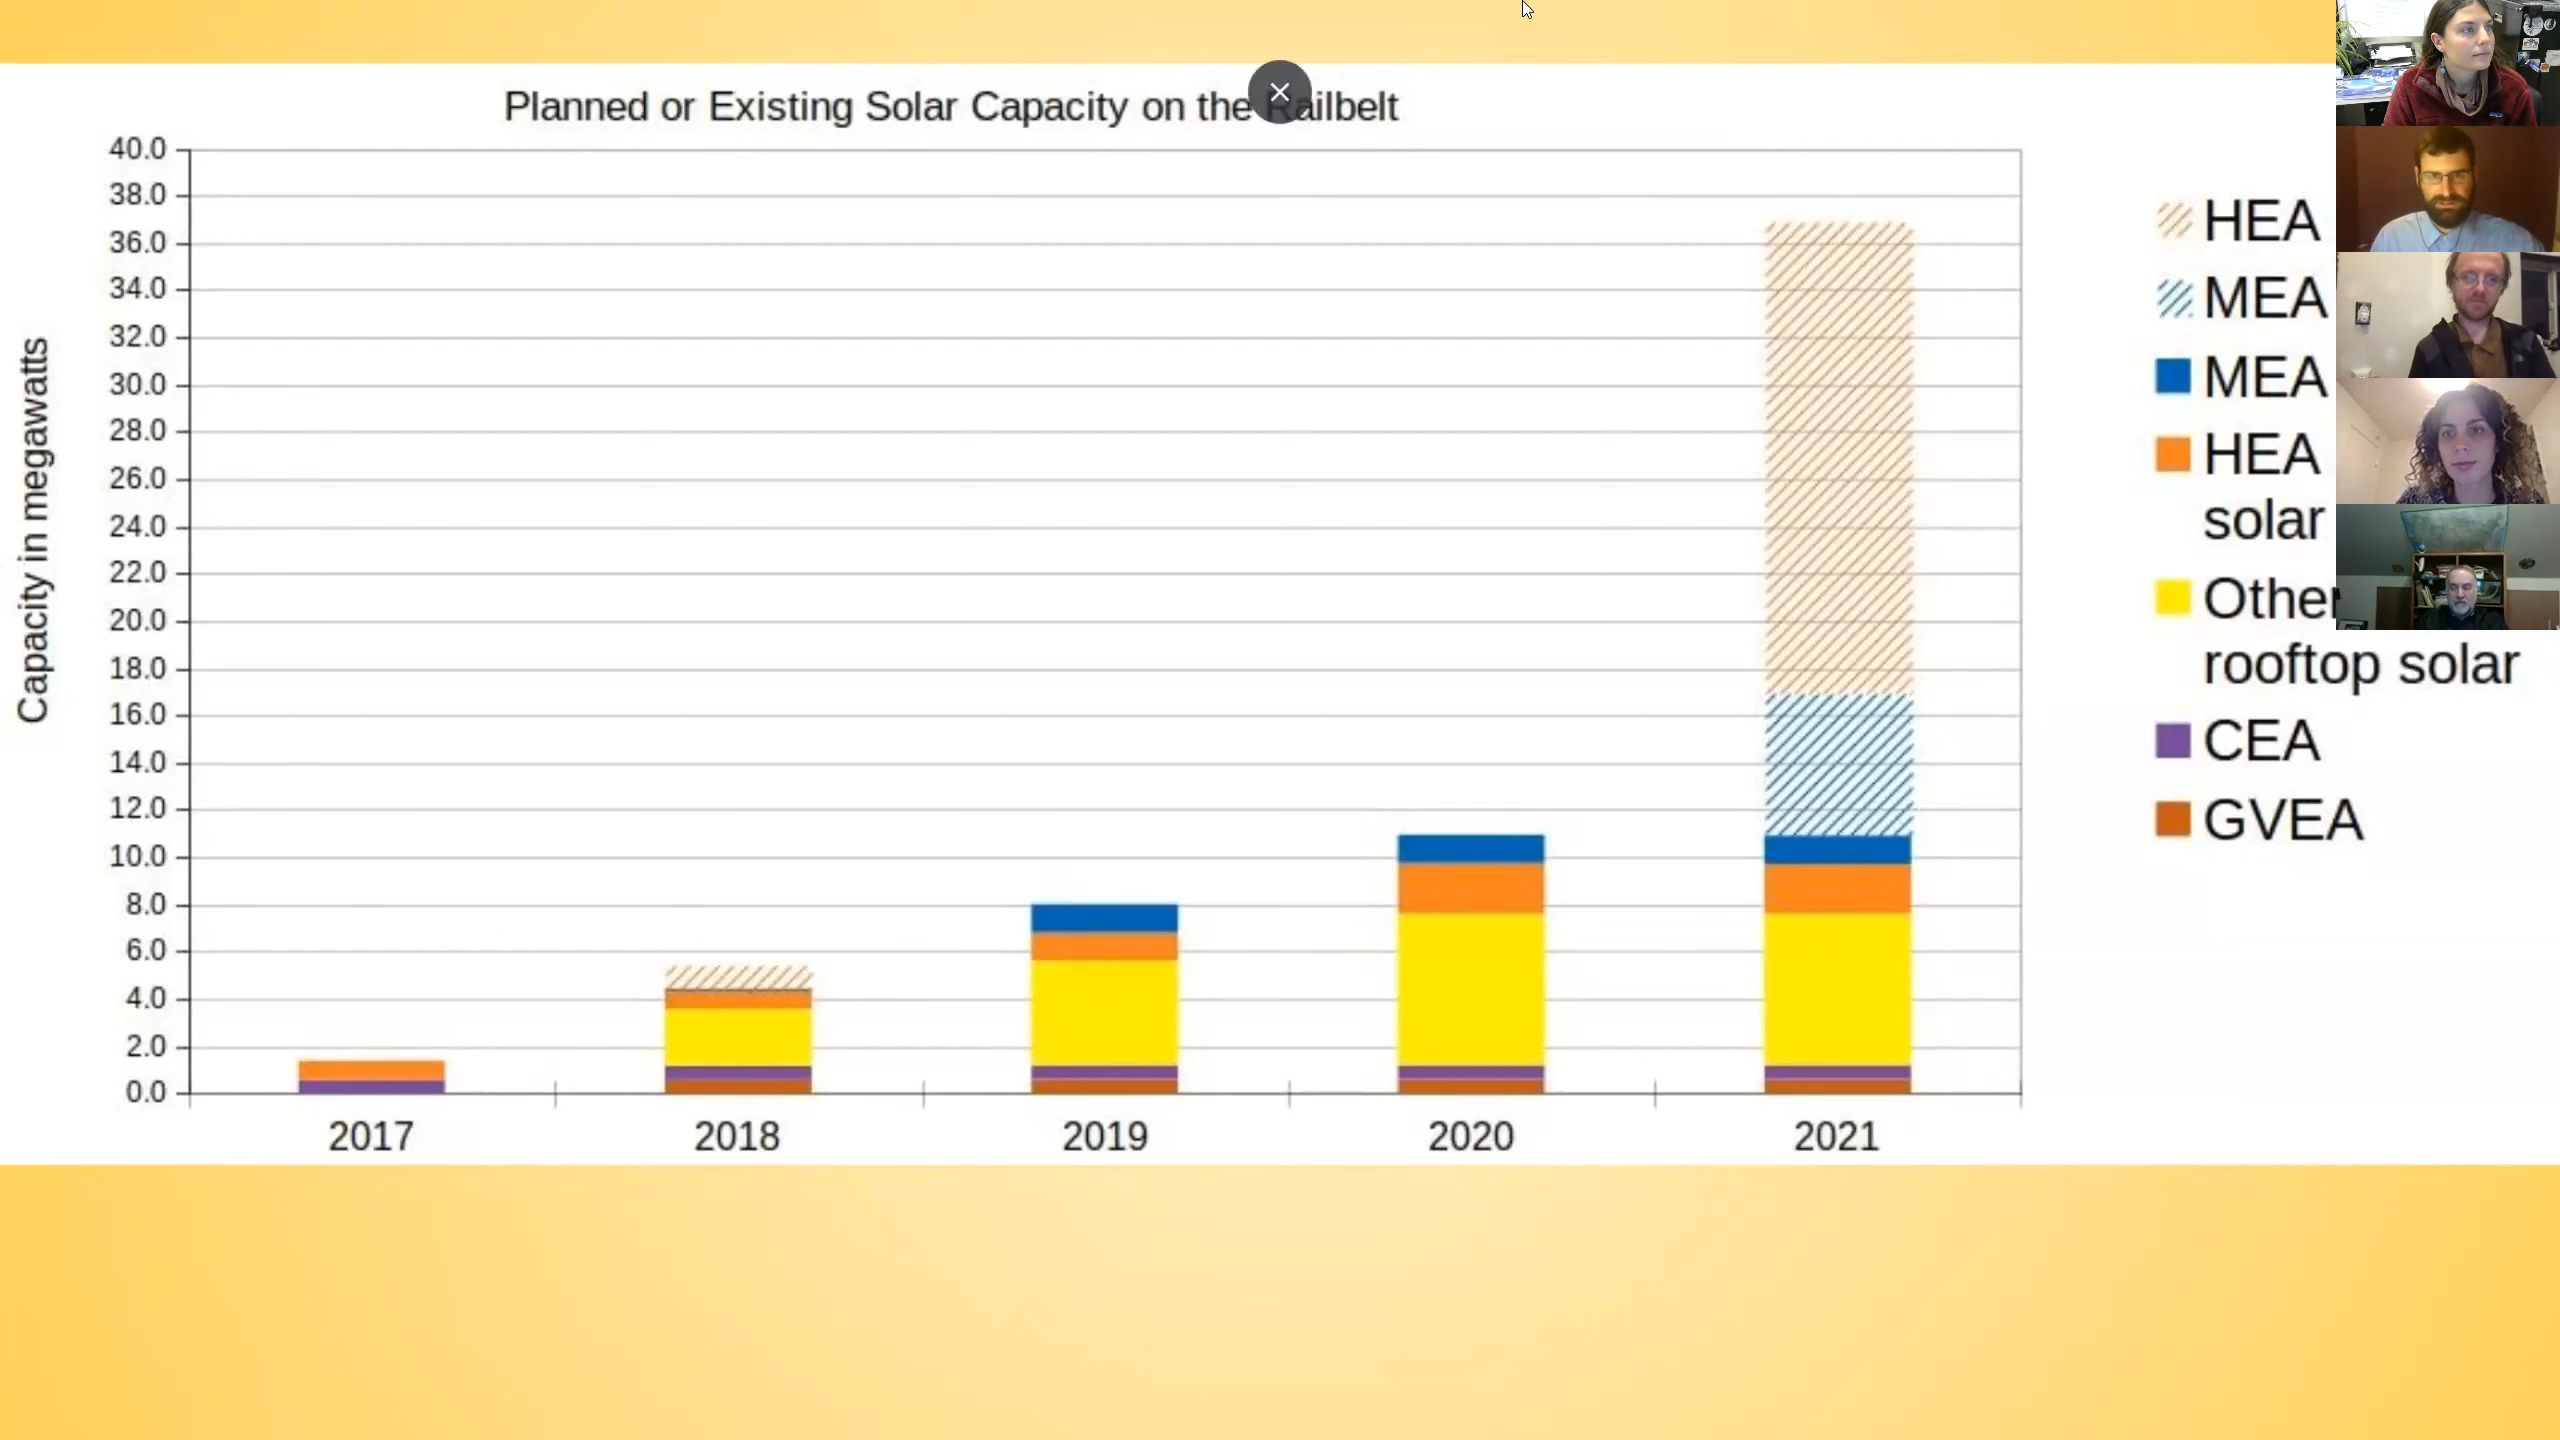 Planned or Existing Solar Capacity on the Railbelt
Capacity in megawatts
40.0
38.0
36.0
34.0
32.0
30.0
28.0
26.0
24.0
22.0
20.0
18.0
16.0
14.0
12.0
10.0
8.0
6.0
4.0
2.0
0.0
2017
2018
2019
2020
2021
HEA
MEA
MEA
HEA
solar
Other
rooftop solar
CEA
GVEA